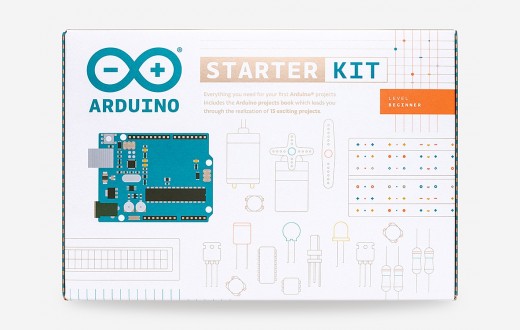 ARDUINO
STARTER KIT
Everything you need for your first Arduino® projects
Includes the Arduino projects book which leads you
through the realization of 15 exciting projects.
LEVEL
BEGINNER